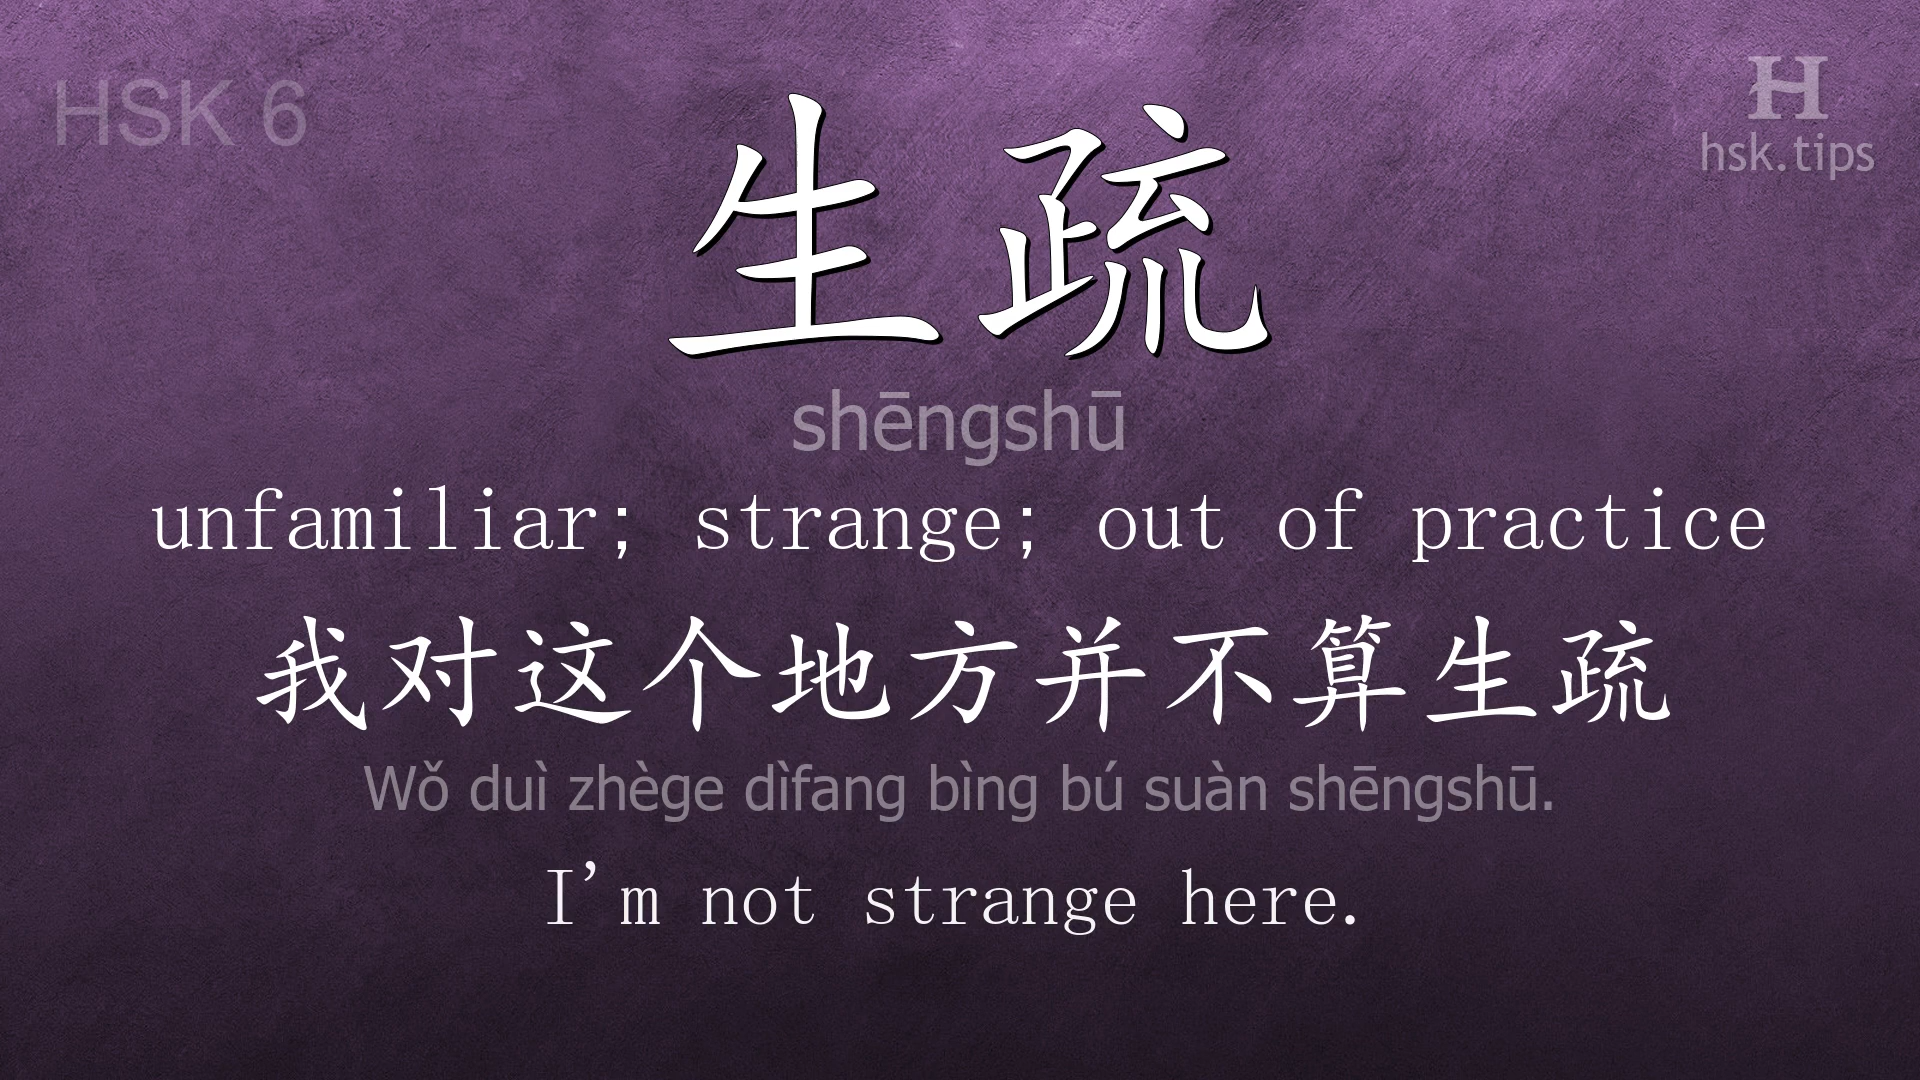 HSK 6
H
hsk.tips
生疏
shēngshū
unfamiliar; strange; out of practice
我对这个地方并不算生疏
Wǒ duì zhège dìfang bìng bú suàn shēngshū.
I'm not strange here.